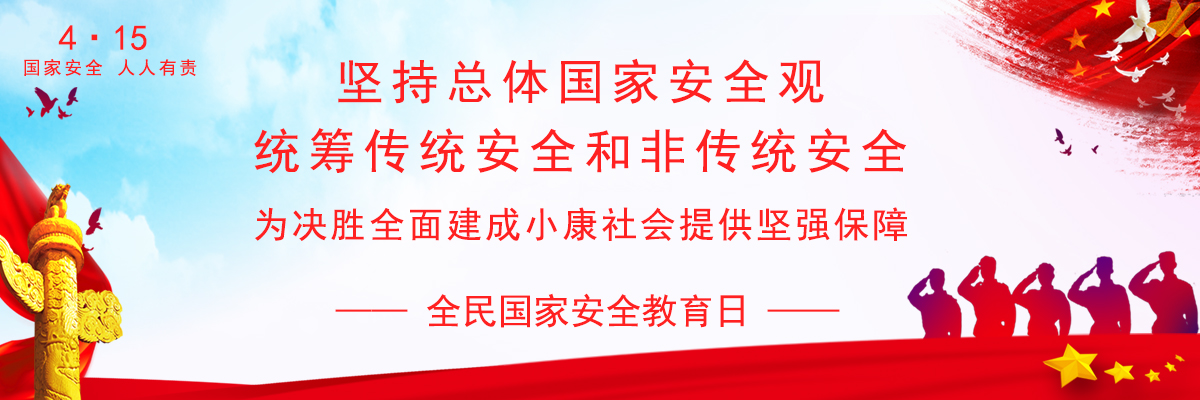 4·15
国家安全 人人有责
坚持总体国家安全观
统筹传统安全和非传统安全
为决胜全面建成小康社会提供坚强保障
—— 全民国家安全教育日 ——